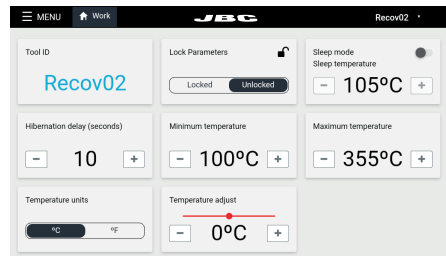 MENU Work JBC Recov02
Tool ID
Recov02
Lock Parameters
Locked Unlocked
Sleep mode
Sleep temperature
- 105ºC +
Hibernation delay (seconds)
- 10 +
Minimum temperature
- 100ºC +
Maximum temperature
- 355ºC +
Temperature units
ºC ºF
Temperature adjust
- 0ºC +